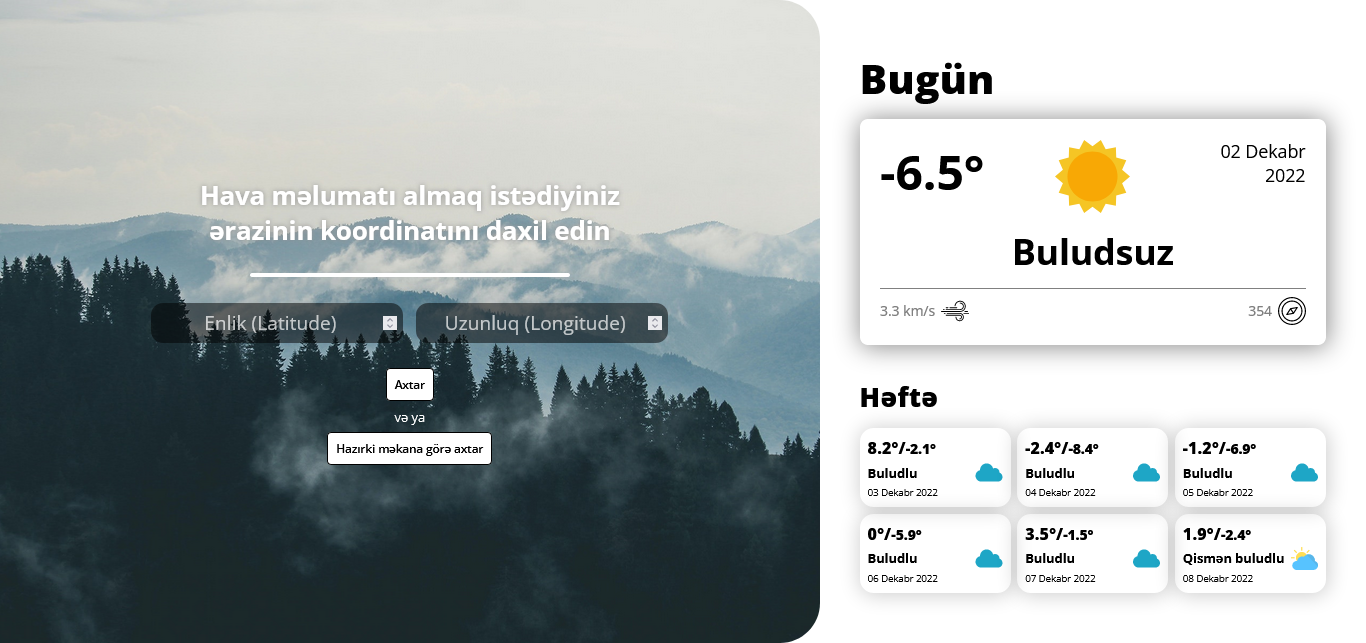 Hava məlumatı almaq istədiyiniz
ərazinin koordinatını daxil edin
Enlik (Latitude)
Uzunluq (Longitude)
Axtar
və ya
Hazırki məkana görə axtar
Bugün
-6.5°
02 Dekabr
2022
Buludsuz
3.3 km/s
354
Həftə
8.2°/-2.1°
Buludlu
03 Dekabr 2022
-2.4°/-8.4°
Buludlu
04 Dekabr 2022
-1.2°/-6.9°
Buludlu
05 Dekabr 2022
0°/-5.9°
Buludlu
06 Dekabr 2022
3.5°/-1.5°
Buludlu
07 Dekabr 2022
1.9°/-2.4°
Qismən buludlu
08 Dekabr 2022